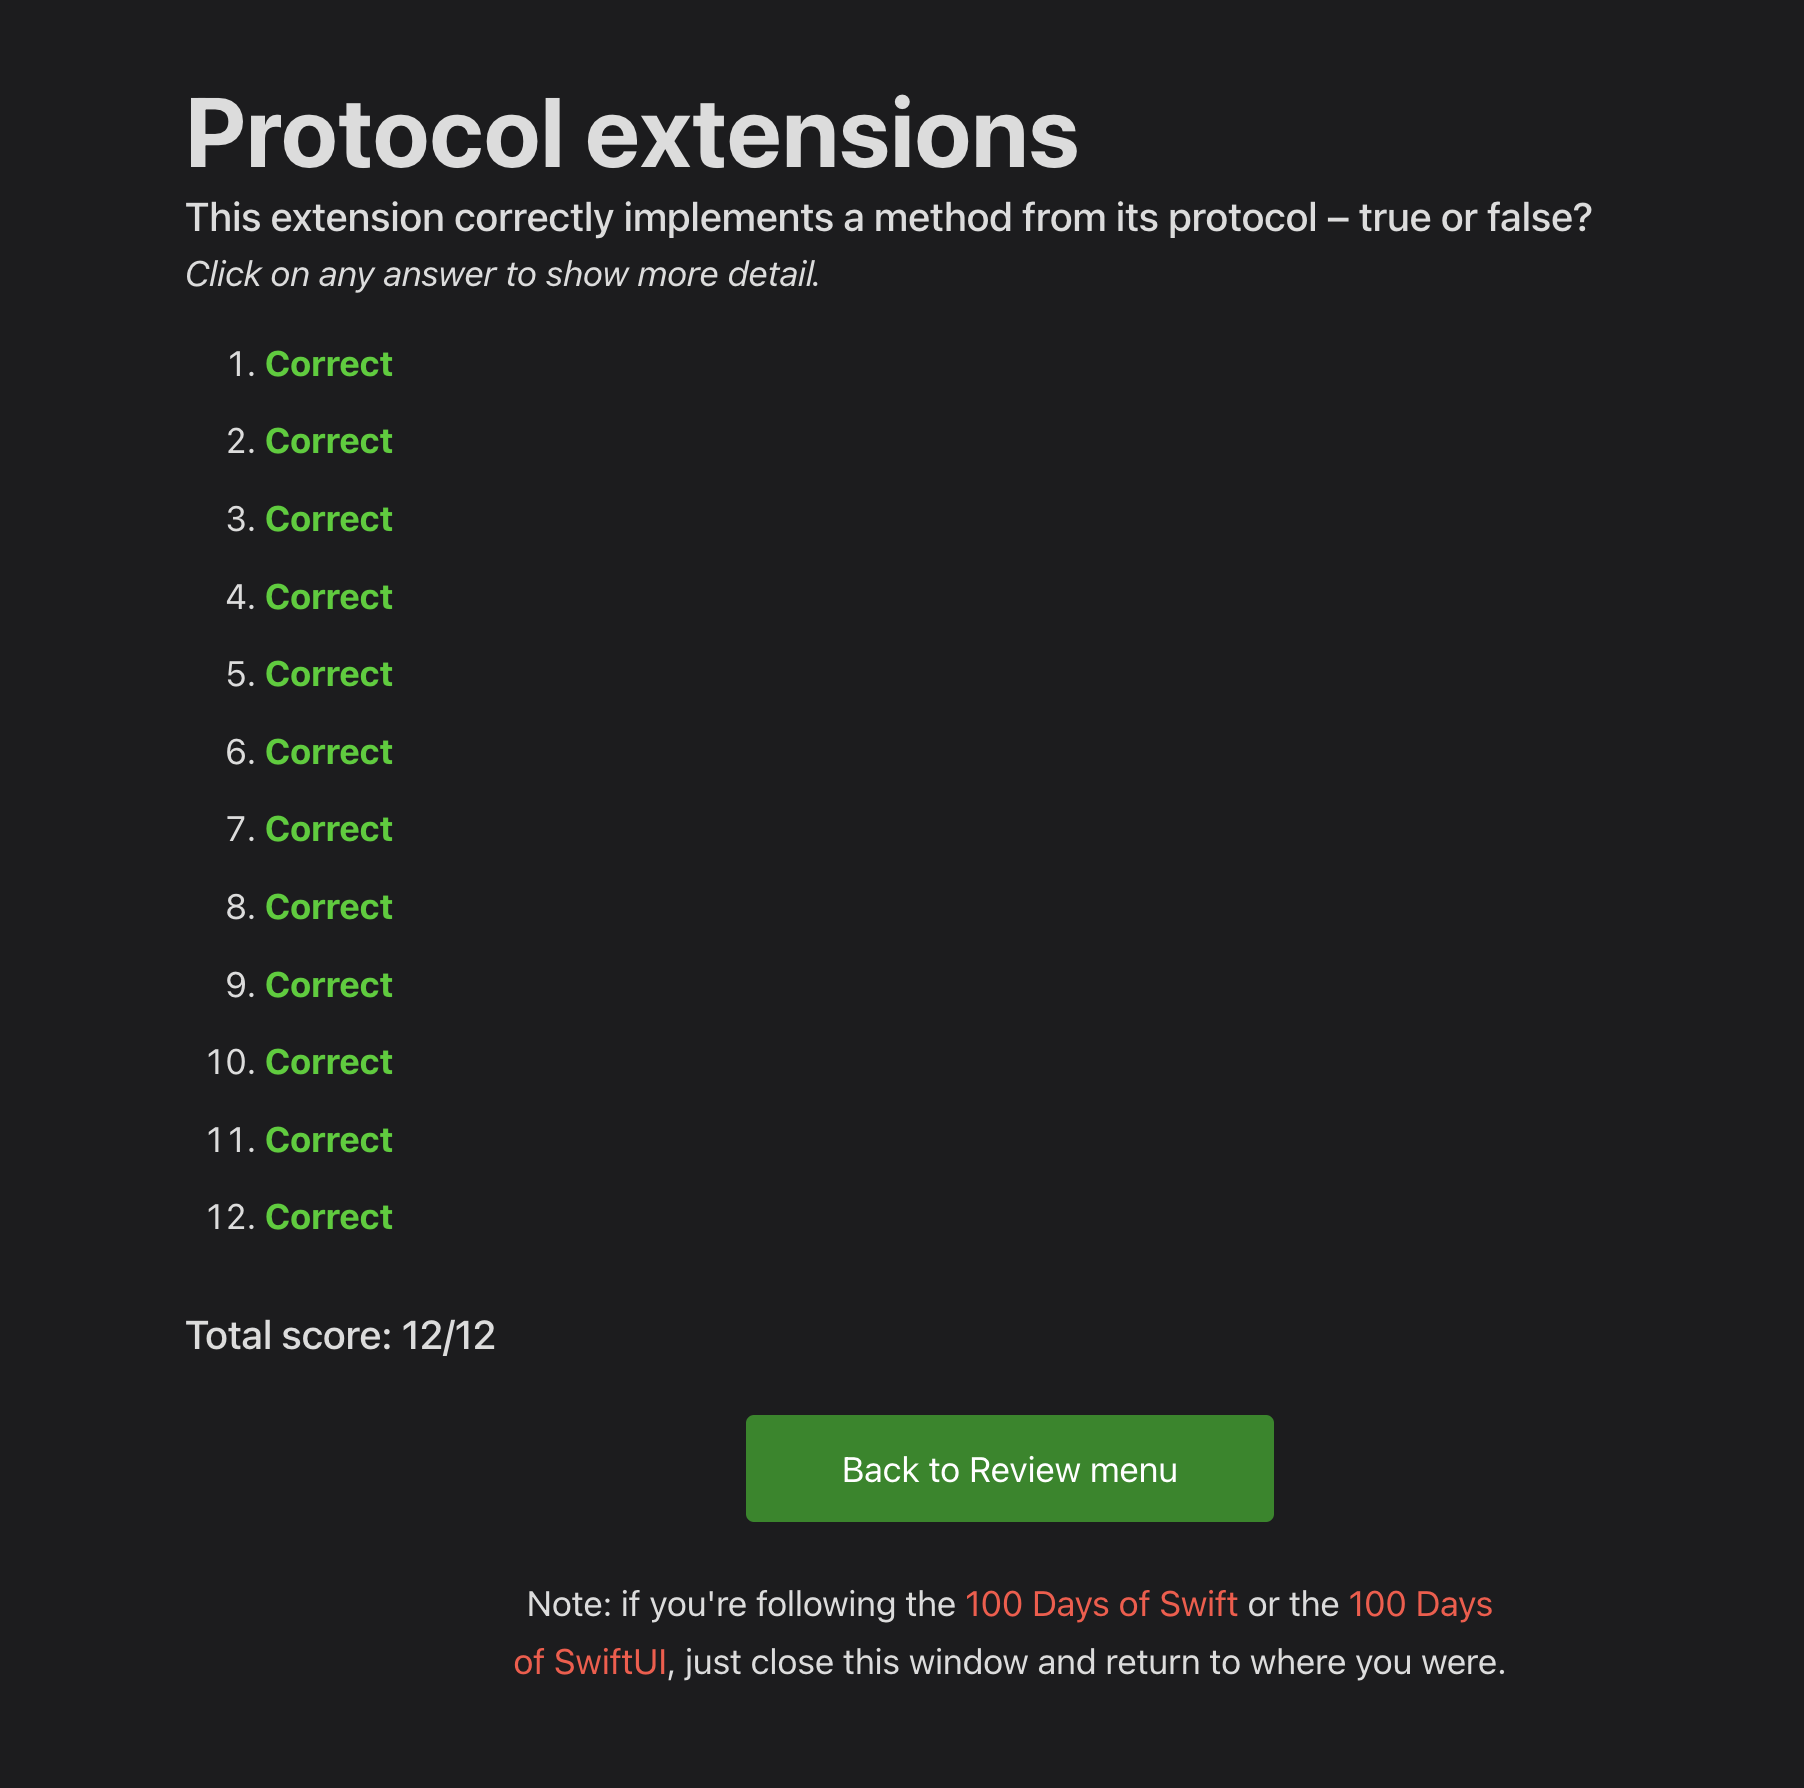 Protocol extensions
This extension correctly implements a method from its protocol – true or false?
Click on any answer to show more detail.
1. Correct
2. Correct
3. Correct
4. Correct
5. Correct
6. Correct
7. Correct
8. Correct
9. Correct
10. Correct
11. Correct
12. Correct
Total score: 12/12
Back to Review menu
Note: if you're following the 100 Days of Swift or the 100 Days
of SwiftUI, just close this window and return to where you were.